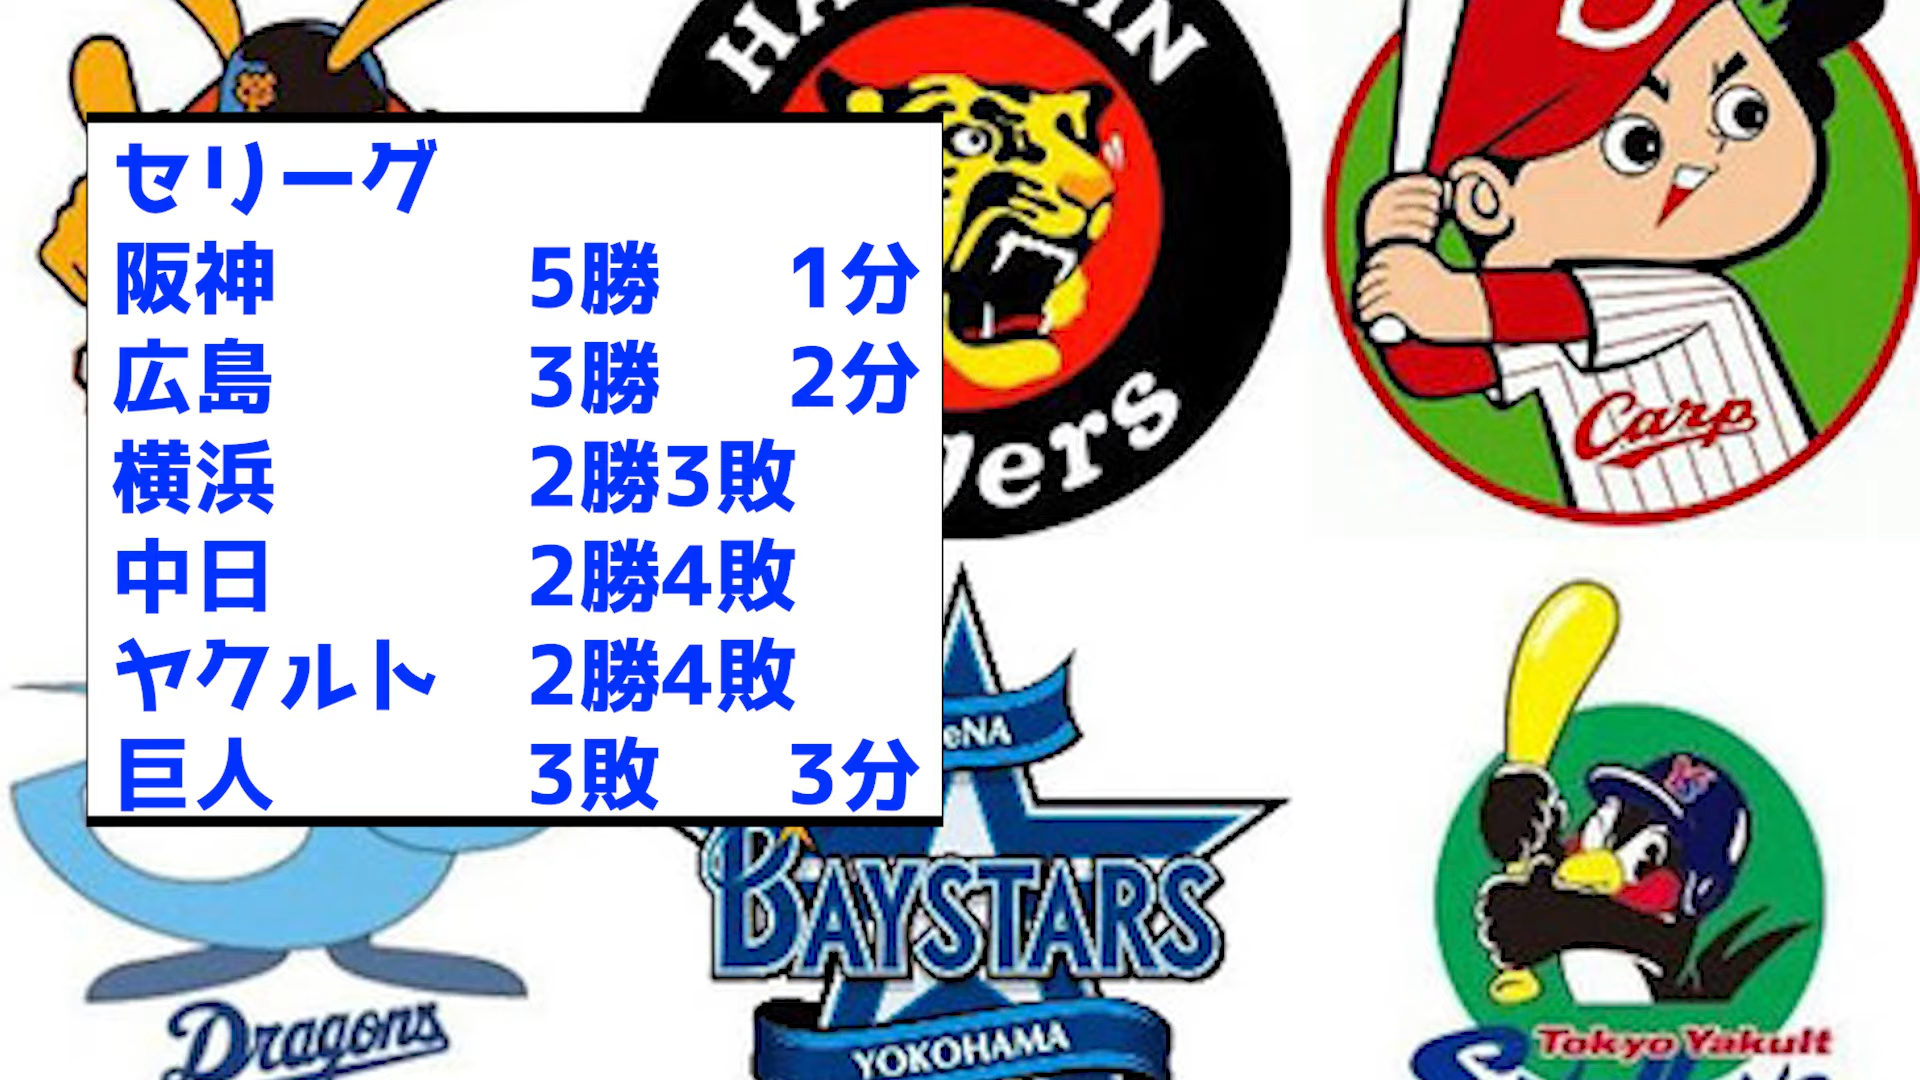 セリーグ
阪神 5勝 1分
広島 3勝 2分
横浜 2勝3敗
中日 2勝4敗
ヤクルト 2勝4敗
巨人 3敗 3分
Carp
eNA
BAYSTARS
YOKOHAMA
Dragons
Tokyo Yakult